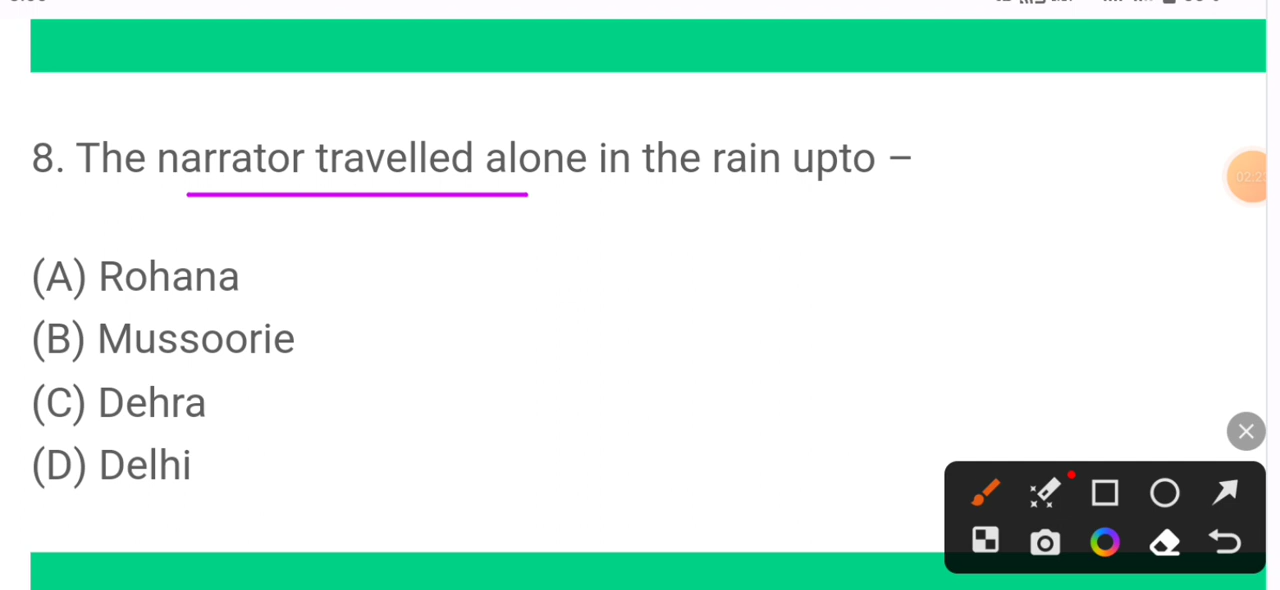 8. The narrator travelled alone in the rain upto –
(A) Rohana
(B) Mussoorie
(C) Dehra
(D) Delhi